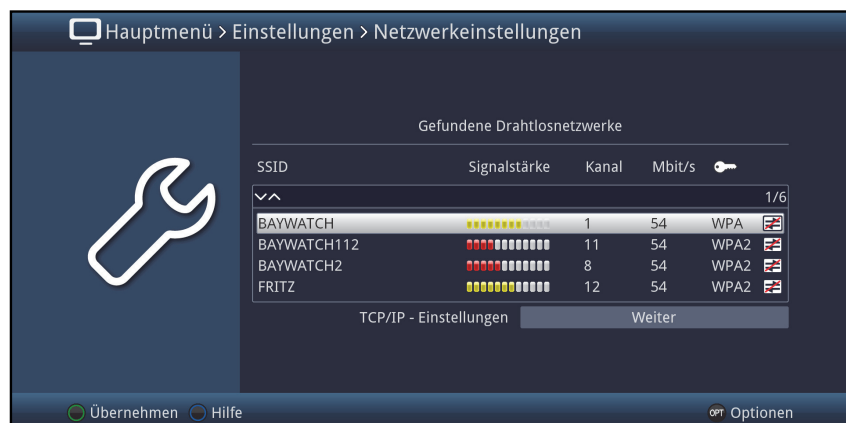 Hauptmenü > Einstellungen > Netzwerkeinstellungen
Gefundene Drahtlosnetzwerke
SSID Signalstärke Kanal Mbit/s
1/6
BAYWATCH 1 54 WPA
BAYWATCH112 11 54 WPA2
BAYWATCH2 8 54 WPA2
FRITZ 12 54 WPA2
TCP/IP - Einstellungen Weiter
Übernehmen Hilfe OPT Optionen